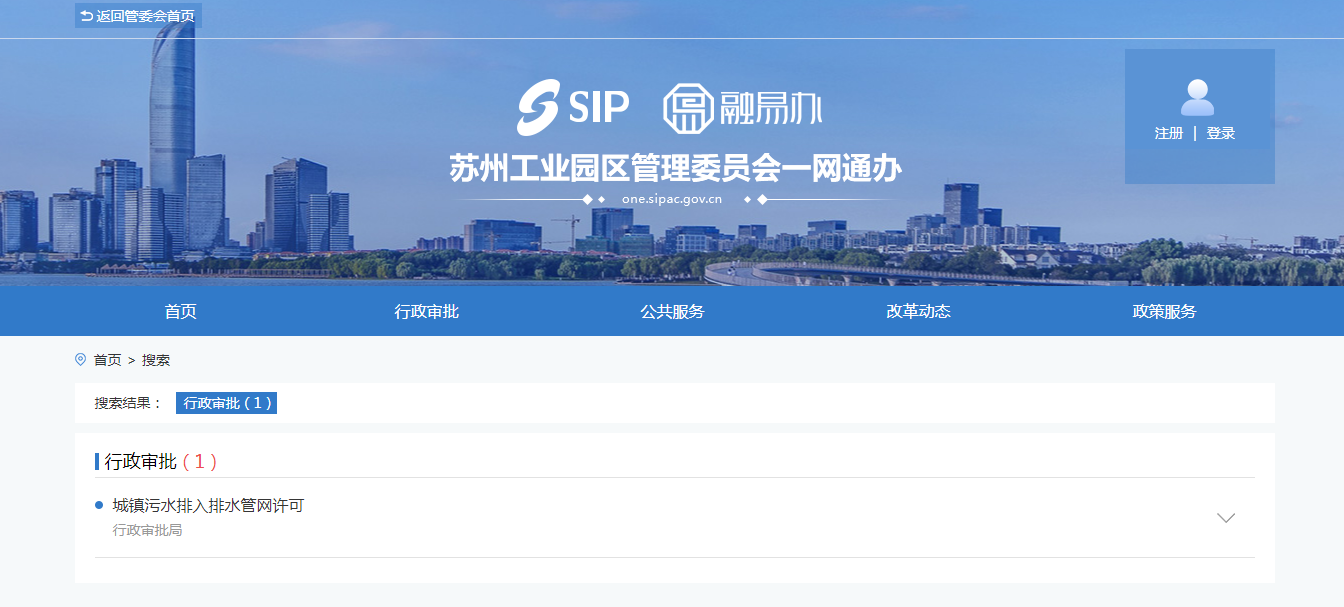 返回管委会首页
SIP 融易办
注册 | 登录
苏州工业园区管理委员会一网通办
one.sipac.gov.cn
首页 行政审批 公共服务 改革动态 政策服务
首页 > 搜索
搜索结果： 行政审批 ( 1 )
行政审批 ( 1 )
城镇污水排入排水管网许可
行政审批局